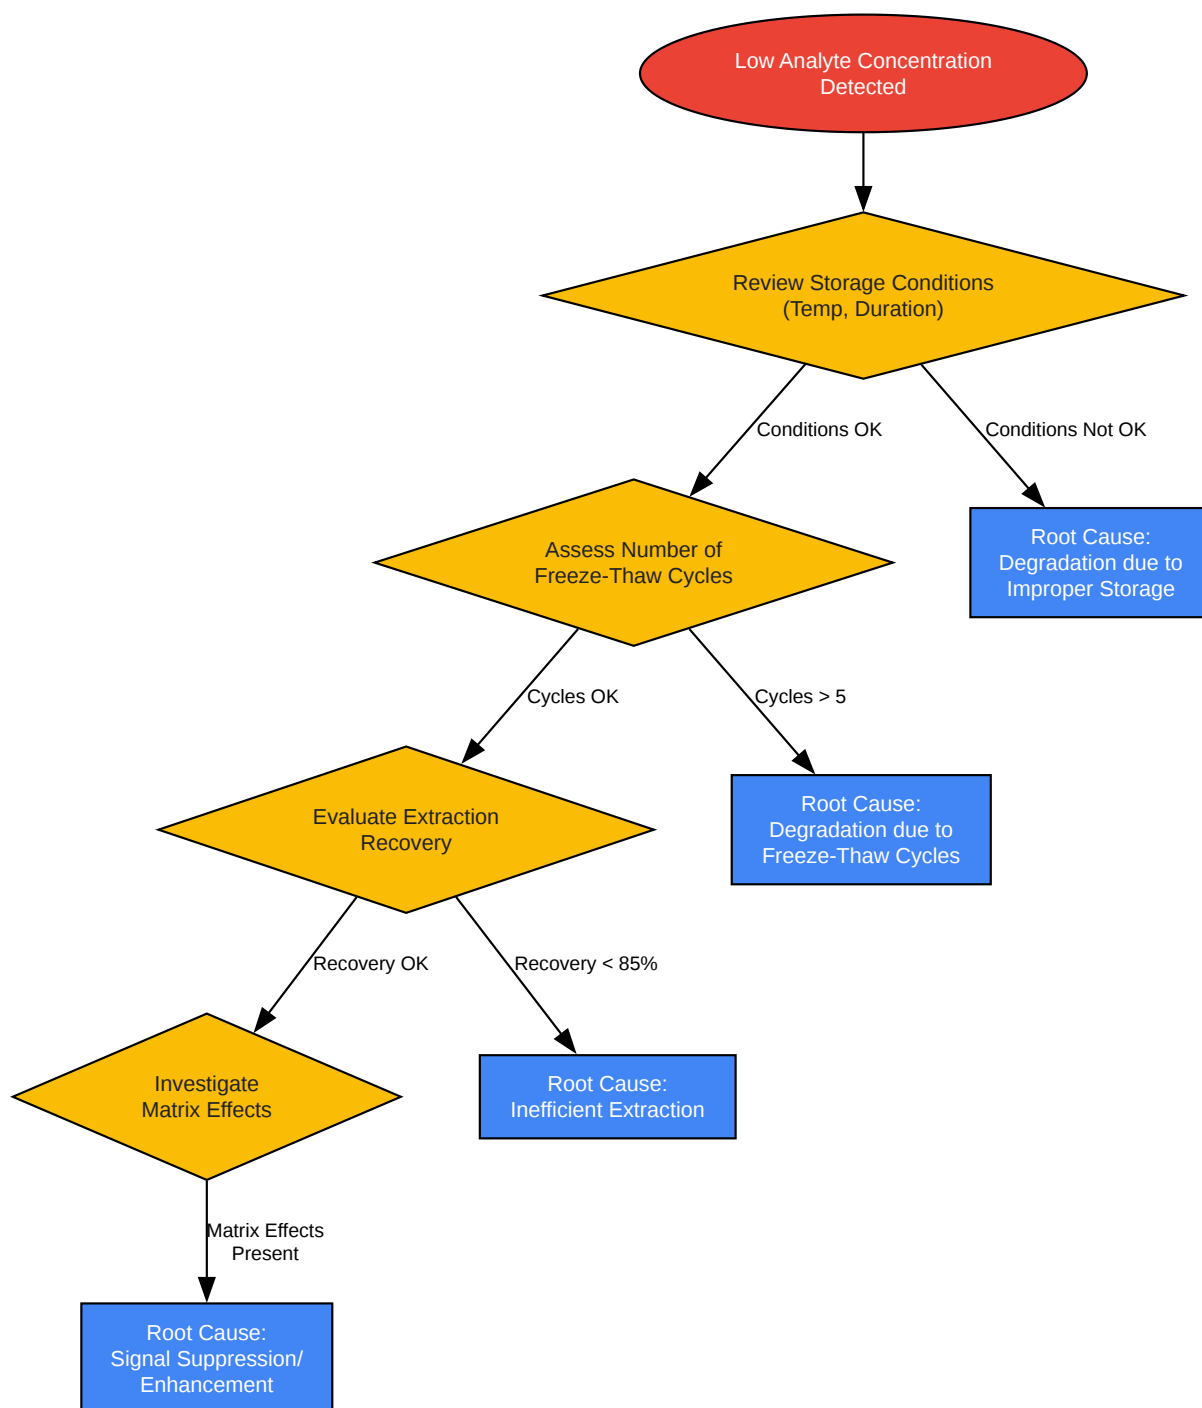 Low Analyte Concentration
Detected
Review Storage Conditions
(Temp, Duration)
Conditions OK
Conditions Not OK
Root Cause:
Degradation due to
Improper Storage
Assess Number of
Freeze-Thaw Cycles
Cycles OK
Cycles > 5
Root Cause:
Degradation due to
Freeze-Thaw Cycles
Evaluate Extraction
Recovery
Recovery OK
Recovery < 85%
Root Cause:
Inefficient Extraction
Investigate
Matrix Effects
Matrix Effects
Present
Root Cause:
Signal Suppression/
Enhancement